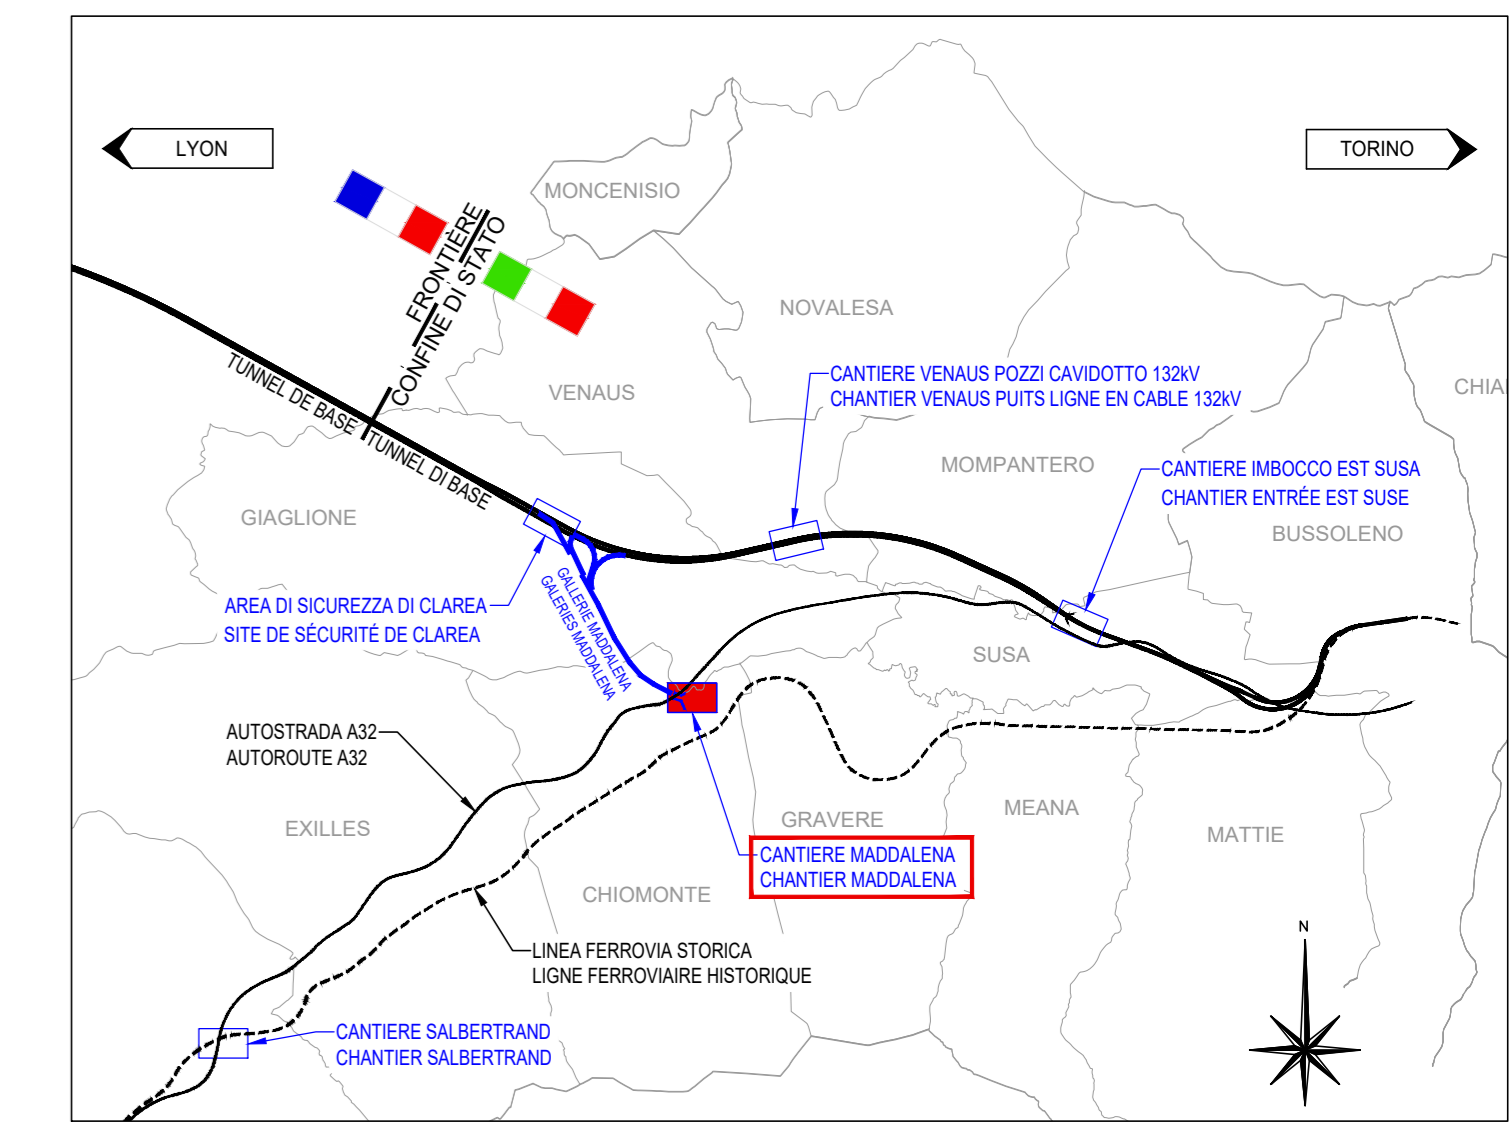 LYON
TORINO
MONCENISIO
FRONTIÈRE
CONFINE DI STATO
NOVALESA
TUNNEL DE BASE
TUNNEL DI BASE
VENAUS
CANTIERE VENAUS POZZI CAVIDOTTO 132kV
CHANTIER VENAUS PUITS LIGNE EN CABLE 132kV
CHIA
MOMPANTERO
CANTIERE IMBOCCO EST SUSA
CHANTIER ENTRÉE EST SUSE
GIAGLIONE
BUSSOLENO
AREA DI SICUREZZA DI CLAREA
SITE DE SÉCURITÉ DE CLAREA
GALLERIE MADDALENA
GALERIES MADDALENA
SUSA
AUTOSTRADA A32
AUTOROUTE A32
EXILLES
GRAVERE
MEANA
MATTIE
CANTIERE MADDALENA
CHANTIER MADDALENA
CHIOMONTE
LINEA FERROVIA STORICA
LIGNE FERROVIAIRE HISTORIQUE
N
CANTIERE SALBERTRAND
CHANTIER SALBERTRAND